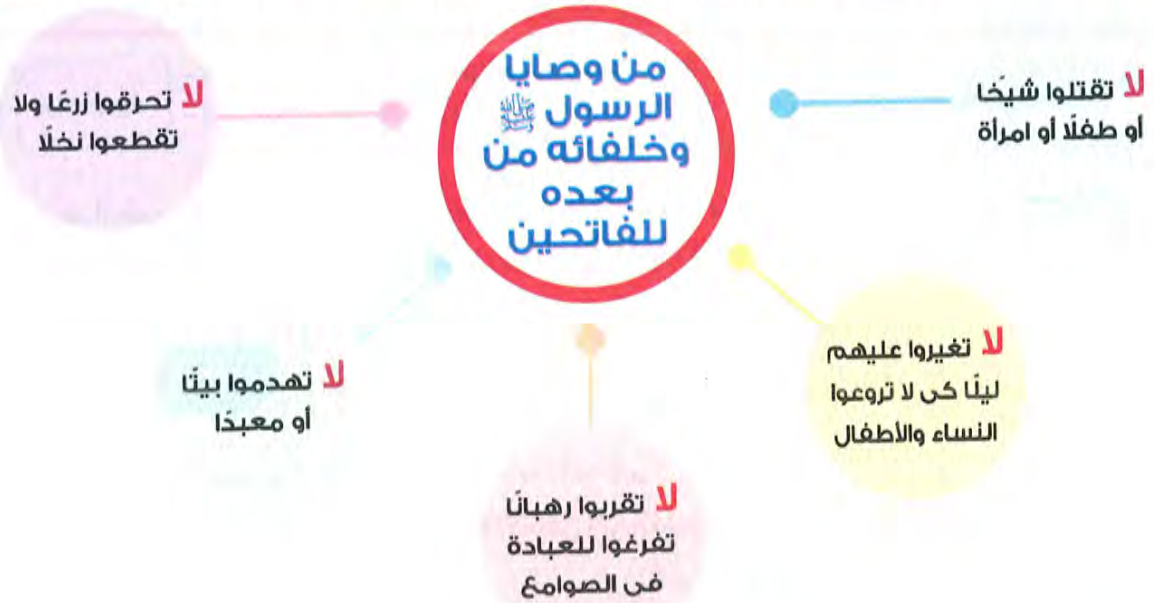 من وصايا
الرسول ﷺ
وخلفائه من
بعده
للفاتحين
لا تقتلوا شيخًا
أو طفلًا أو امرأة
لا تغيروا عليهم
ليلًا كى لا تروعوا
النساء والأطفال
لا تقربوا رهبانًا
تفرغوا للعبادة
فى الصوامع
لا تهدموا بيتًا
أو معبدًا
لا تحرقوا زرعًا ولا
تقطعوا نخلًا